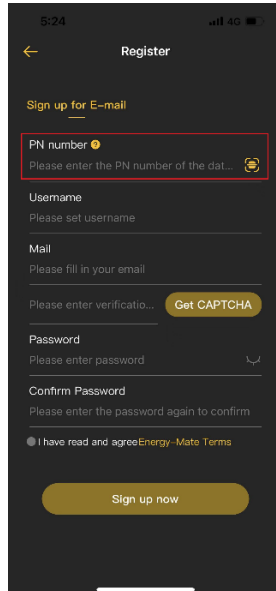 5:24
4G
Register
Sign up for E-mail
PN number ?
Please enter the PN number of the dat...
Username
Please set username
Mail
Please fill in your email
Please enter verificatio... Get CAPTCHA
Password
Please enter password
Confirm Password
Please enter the password again to confirm
I have read and agreeEnergy-Mate Terms
Sign up now